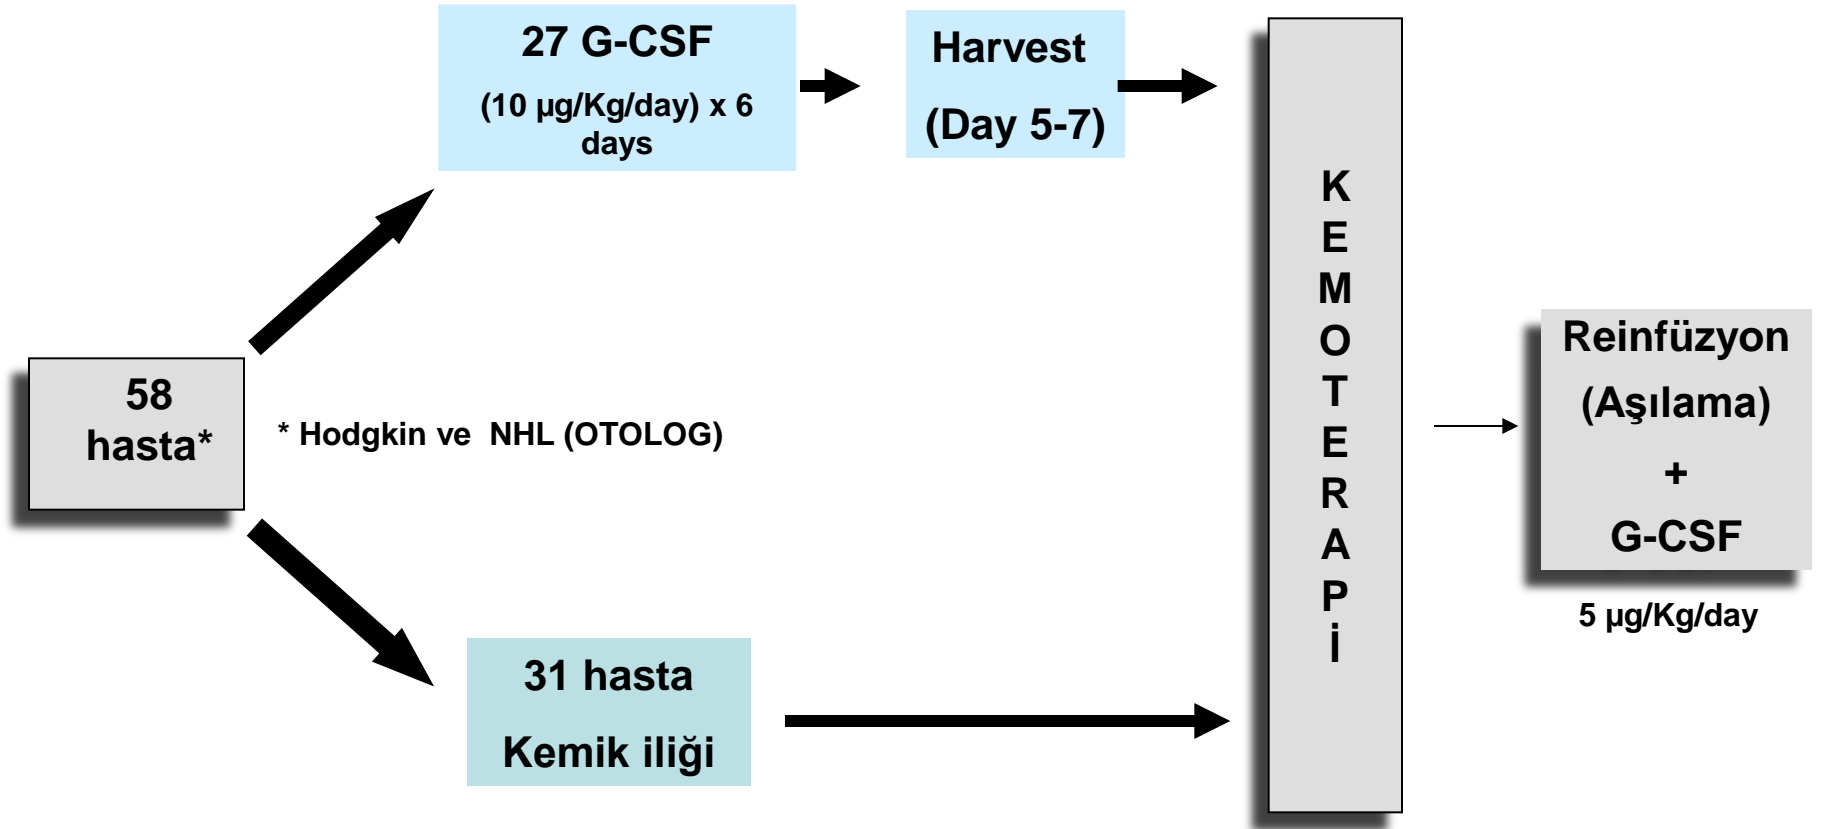 27 G-CSF
(10 µg/Kg/day) x 6
days
Harvest
(Day 5-7)
58
hasta*
* Hodgkin ve NHL (OTOLOG)
31 hasta
Kemik iliği
K
E
M
O
T
E
R
A
P
İ
Reinfüzyon
(Aşılama)
+
G-CSF
5 µg/Kg/day